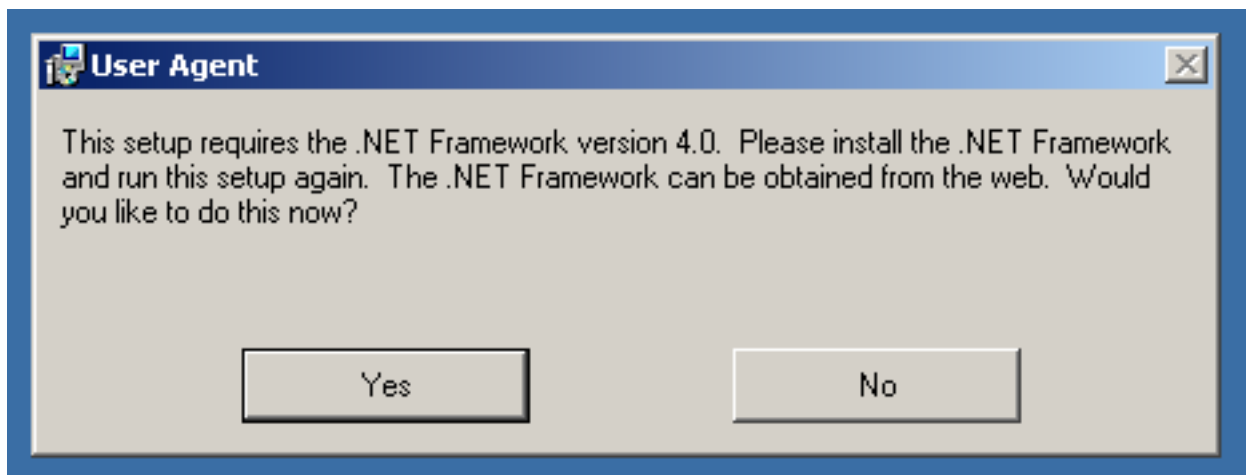 User Agent
This setup requires the .NET Framework version 4.0.  Please install the .NET Framework
and run this setup again.  The .NET Framework can be obtained from the web.  Would
you like to do this now?
Yes No